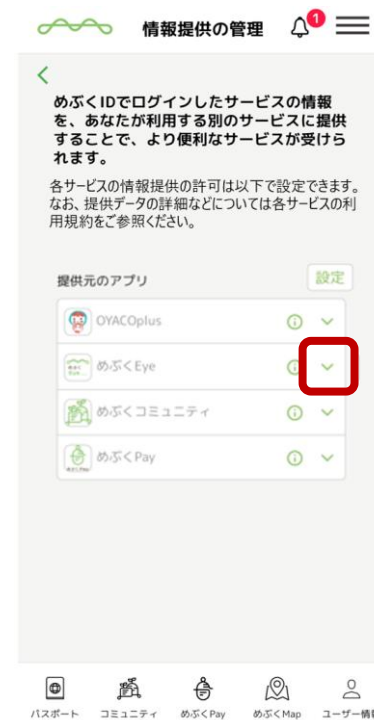 情報提供の管理
1
めぶくIDでログインしたサービスの情報
を、あなたが利用する別のサービスに提供
することで、より便利なサービスが受けら
れます。
各サービスの情報提供の許可は以下で設定できます。
なお、提供データの詳細などについては各サービスの利
用規約をご参照ください。
提供元のアプリ
設定
OYACOplus
めぶくEye
めぶくコミュニティ
めぶくPay
パスポート
コミュニティ
めぶくPay
めぶくMap
ユーザー情